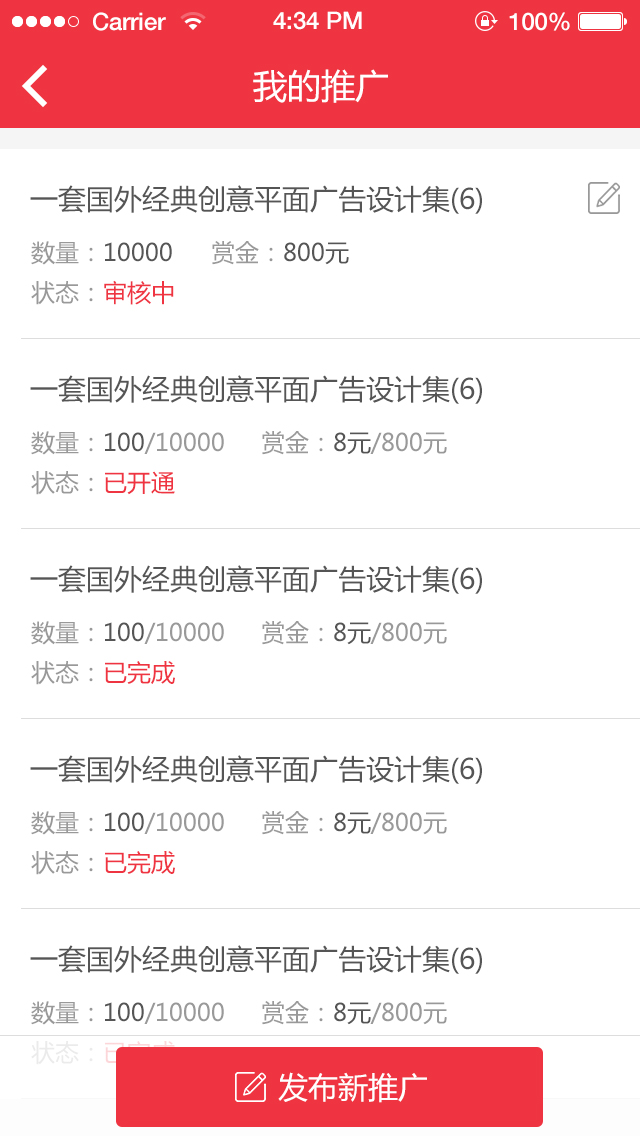 Carrier 4:34 PM 100%
我的推广
一套国外经典创意平面广告设计集(6)
数量：10000 赏金：800元
状态：审核中
一套国外经典创意平面广告设计集(6)
数量：100/10000 赏金：8元/800元
状态：已开通
一套国外经典创意平面广告设计集(6)
数量：100/10000 赏金：8元/800元
状态：已完成
一套国外经典创意平面广告设计集(6)
数量：100/10000 赏金：8元/800元
状态：已完成
一套国外经典创意平面广告设计集(6)
数量：100/10000 赏金：8元/800元
状态：已完成
发布新推广